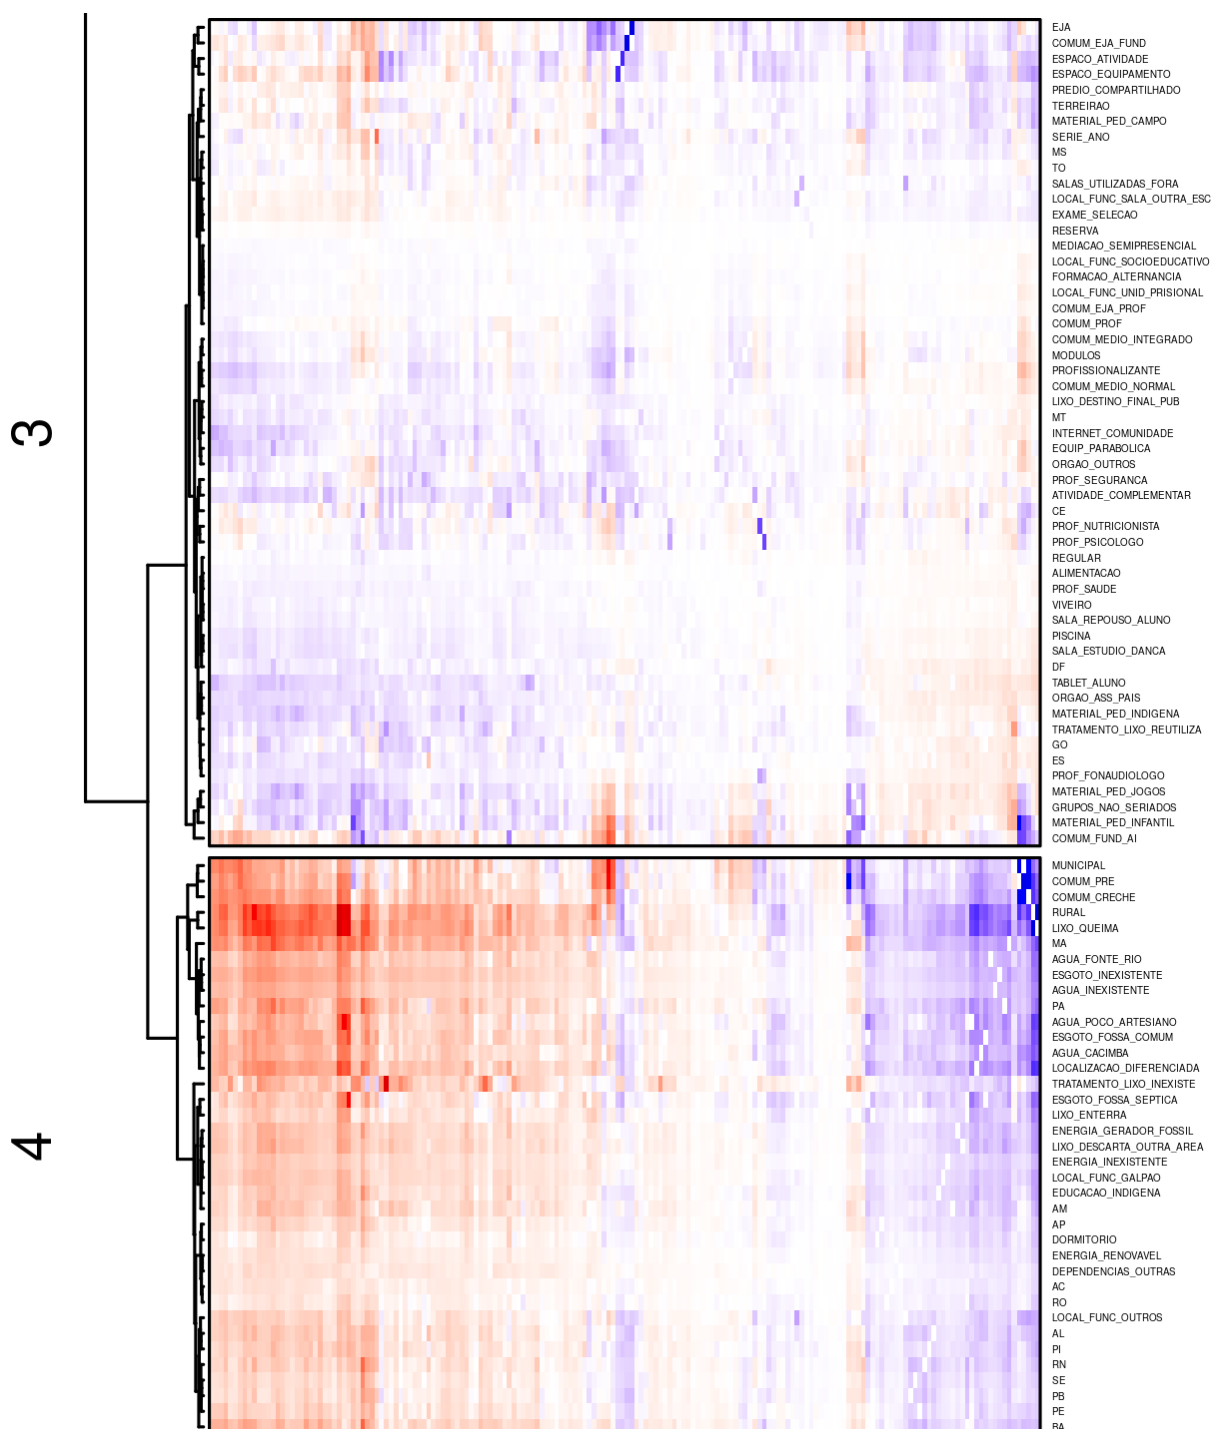 3
EJA
COMUM_EJA_FUND
ESPACO_ATIVIDADE
ESPACO_EQUIPAMENTO
PREDIO_COMPARTILHADO
TERREIRAO
MATERIAL_PED_CAMPO
SERIE_ANO
MS
TO
SALAS_UTILIZADAS_FORA
LOCAL_FUNC_SALA_OUTRA_ESC
EXAME_SELECAO
RESERVA
MEDIACAO_SEMIPRESENCIAL
LOCAL_FUNC_SOCIOEDUCATIVO
FORMACAO_ALTERNANCIA
LOCAL_FUNC_UNID_PRISIONAL
COMUM_EJA_PROF
COMUM_PROF
COMUM_MEDIO_INTEGRADO
MODULOS
PROFISSIONALIZANTE
COMUM_MEDIO_NORMAL
LIXO_DESTINO_FINAL_PUB
MT
INTERNET_COMUNIDADE
EQUIP_PARABOLICA
ORGAO_OUTROS
PROF_SEGURANCA
ATIVIDADE_COMPLEMENTAR
CE
PROF_NUTRICIONISTA
PROF_PSICOLOGO
REGULAR
ALIMENTACAO
PROF_SAUDE
VIVEIRO
SALA_REPOUSO_ALUNO
PISCINA
SALA_ESTUDIO_DANCA
DF
TABLET_ALUNO
ORGAO_ASS_PAIS
MATERIAL_PED_INDIGENA
TRATAMENTO_LIXO_REUTILIZA
GO
ES
PROF_FONAUDIOLOGO
MATERIAL_PED_JOGOS
GRUPOS_NAO_SERIADOS
MATERIAL_PED_INFANTIL
COMUM_FUND_AI
4
MUNICIPAL
COMUM_PRE
COMUM_CRECHE
RURAL
LIXO_QUEIMA
MA
AGUA_FONTE_RIO
ESGOTO_INEXISTENTE
AGUA_INEXISTENTE
PA
AGUA_POCO_ARTESIANO
ESGOTO_FOSSA_COMUM
AGUA_CACIMBA
LOCALIZACAO_DIFERENCIADA
TRATAMENTO_LIXO_INEXISTE
ESGOTO_FOSSA_SEPTICA
LIXO_ENTERRA
ENERGIA_GERADOR_FOSSIL
LIXO_DESCARTA_OUTRA_AREA
ENERGIA_INEXISTENTE
LOCAL_FUNC_GALPAO
EDUCACAO_INDIGENA
AM
AP
DORMITORIO
ENERGIA_RENOVAVEL
DEPENDENCIAS_OUTRAS
AC
RO
LOCAL_FUNC_OUTROS
AL
PI
RN
SE
PB
PE
BA